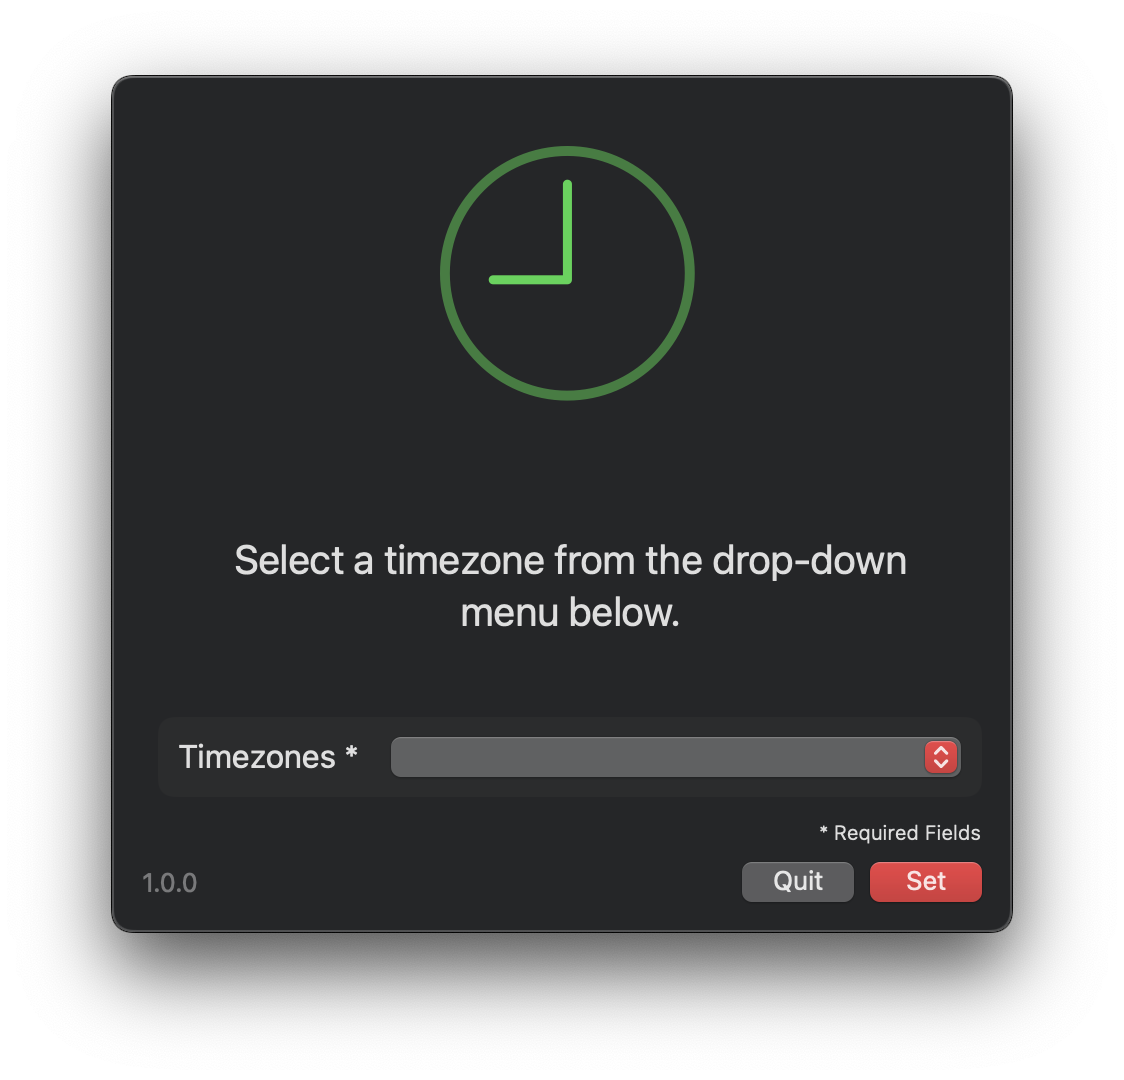 Select a timezone from the drop-down
menu below.
Timezones *
* Required Fields
1.0.0
Quit
Set